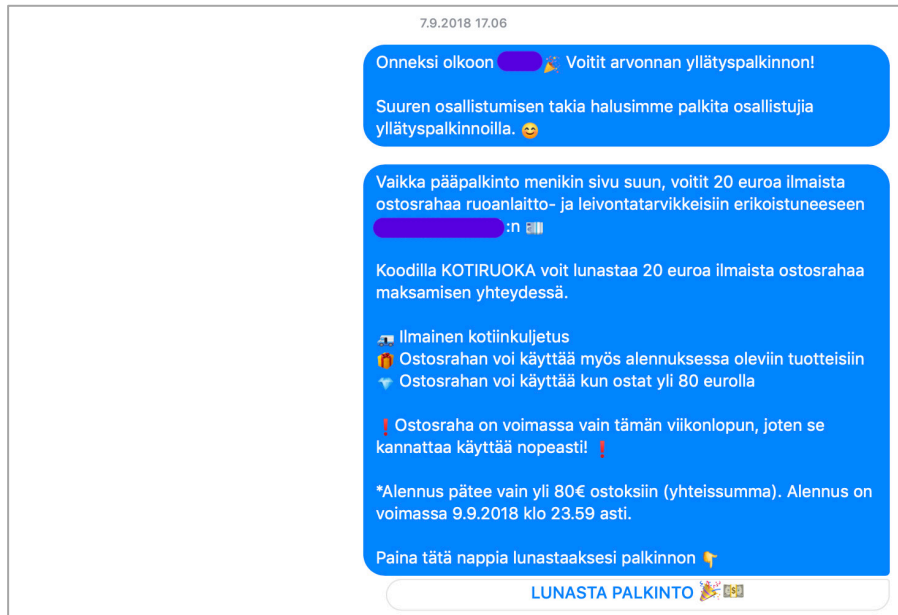 7.9.2018 17.06
Onneksi olkoon 🎉 Voitit arvonnan yllätyspalkinnon!
Suuren osallistumisen takia halusimme palkita osallistujia
yllätyspalkinnoilla. 😊
Vaikka pääpalkinto menikin sivu suun, voitit 20 euroa ilmaista
ostosrahaa ruoanlaitto- ja leivontatarvikkeisiin erikoistuneeseen
:n 💶
Koodilla KOTIRUOKA voit lunastaa 20 euroa ilmaista ostosrahaa
maksamisen yhteydessä.
🚚 Ilmainen kotiinkuljetus
🎁 Ostosrahan voi käyttää myös alennuksessa oleviin tuotteisiin
💎 Ostosrahan voi käyttää kun ostat yli 80 eurolla
❗Ostosraha on voimassa vain tämän viikonlopun, joten se
kannattaa käyttää nopeasti! ❗
*Alennus pätee vain yli 80€ ostoksiin (yhteissumma). Alennus on
voimassa 9.9.2018 klo 23.59 asti.
Paina tätä nappia lunastaaksesi palkinnon 👇
LUNASTA PALKINTO 🎉💵